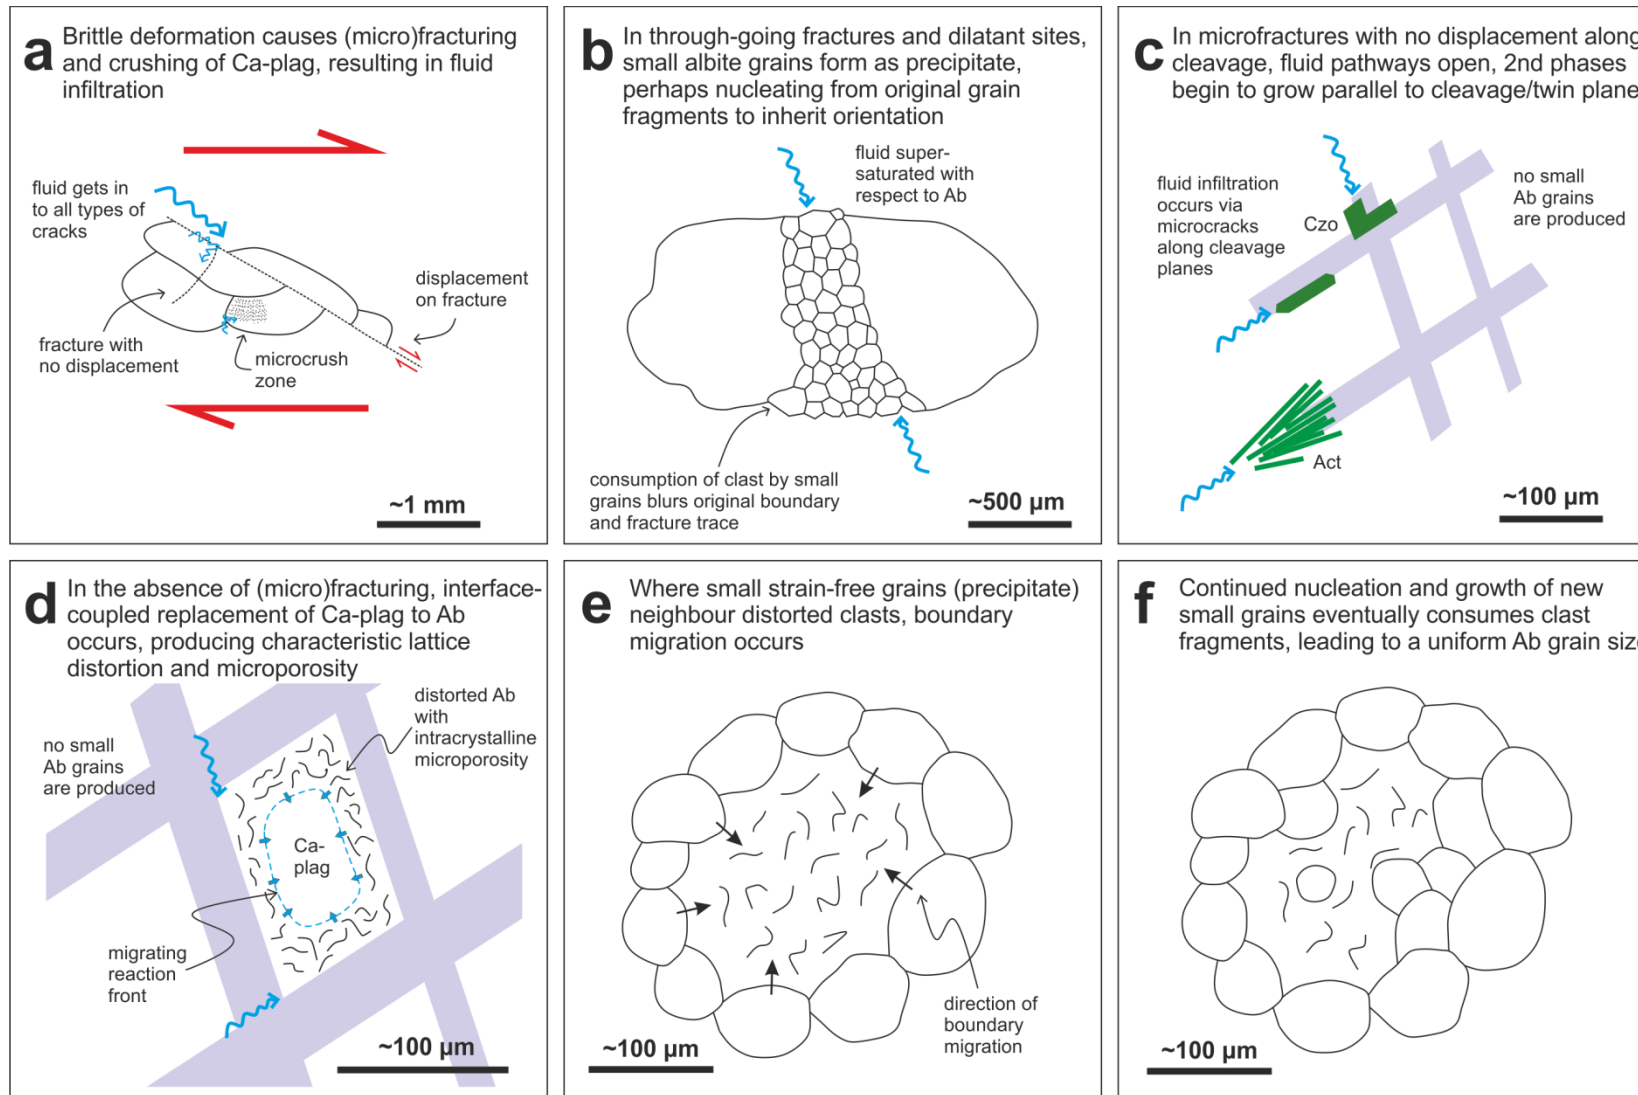 a Brittle deformation causes (micro)fracturing
and crushing of Ca-plag, resulting in fluid
infiltration
fluid gets in
to all types of
cracks
displacement
on fracture
fracture with
no displacement
microcrush
zone
~1 mm
b In through-going fractures and dilatant sites,
small albite grains form as precipitate,
perhaps nucleating from original grain
fragments to inherit orientation
fluid super-
saturated with
respect to Ab
consumption of clast by small
grains blurs original boundary
and fracture trace
~500 µm
c In microfractures with no displacement along
cleavage, fluid pathways open, 2nd phases
begin to grow parallel to cleavage/twin plane
fluid infiltration
occurs via
microcracks
along cleavage
planes
Czo
no small
Ab grains
are produced
Act
~100 µm
d In the absence of (micro)fracturing, interface-
coupled replacement of Ca-plag to Ab
occurs, producing characteristic lattice
distortion and microporosity
no small
Ab grains
are produced
distorted Ab
with
intracrystalline
microporosity
Ca-
plag
migrating
reaction
front
~100 µm
e Where small strain-free grains (precipitate)
neighbour distorted clasts, boundary
migration occurs
direction of
boundary
migration
~100 µm
f Continued nucleation and growth of new
small grains eventually consumes clast
fragments, leading to a uniform Ab grain size
~100 µm